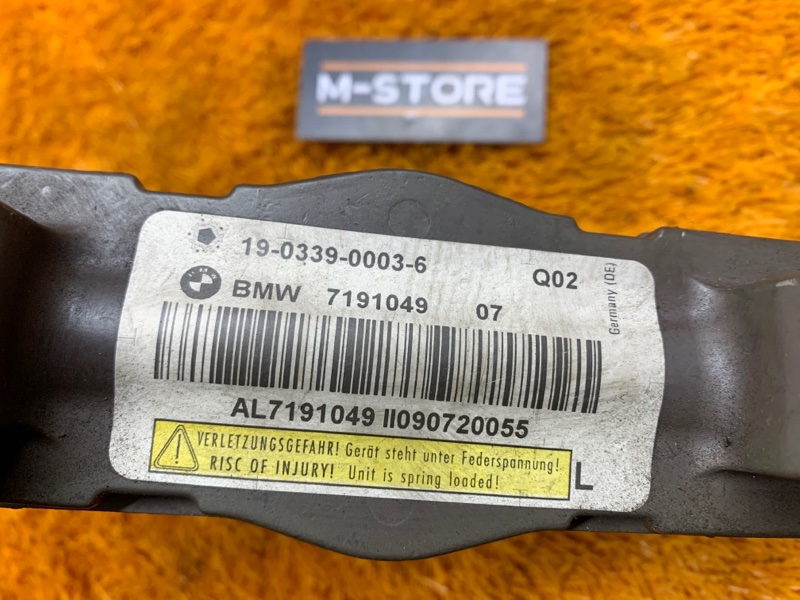 M-STORE
19-0339-0003-6
Q02
BMW 7191049 07
Germany (DE)
AL7191049 II090720055
VERLETZUNGSGEFAHR! Gerät steht unter Federspannung!
RISC OF INJURY! Unit is spring loaded!
L